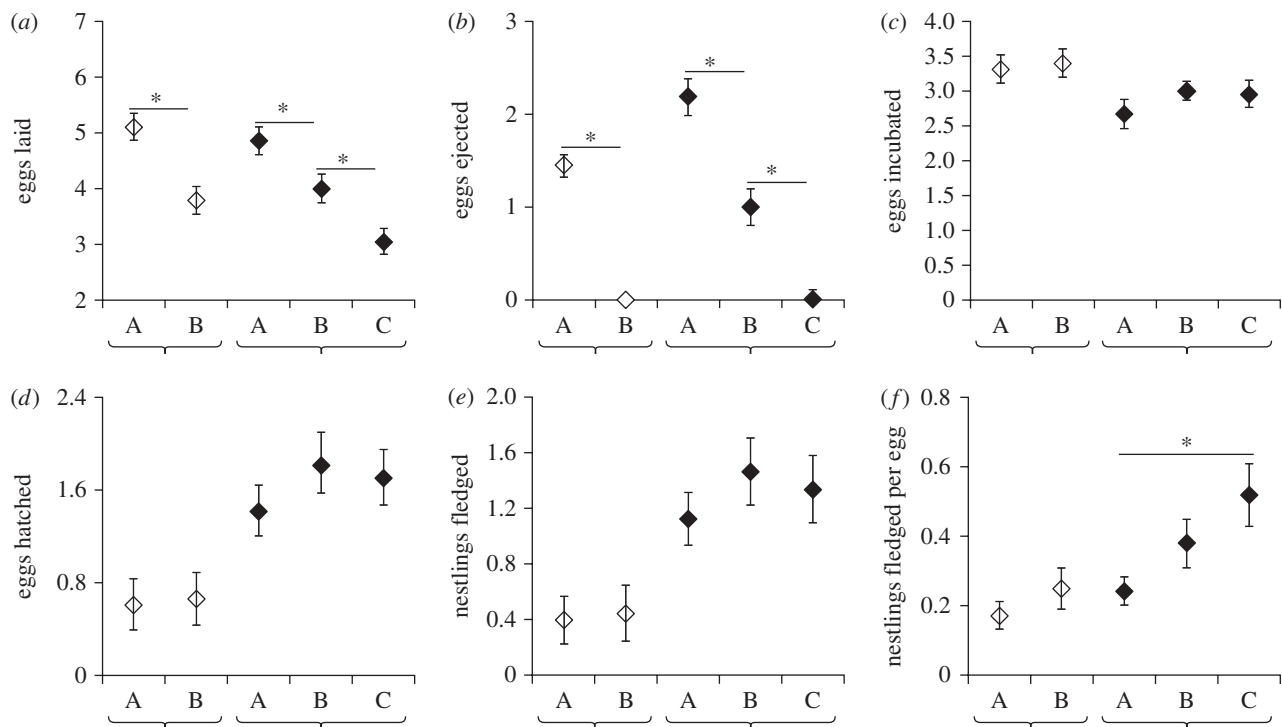 (a)
7
6
5
4
3
2
eggs laid
* * *
A B A B C
(b)
3
2
1
0
eggs ejected
* * *
A B A B C
(c)
4.0
3.5
3.0
2.5
2.0
1.5
1.0
0.5
0
eggs incubated
A B A B C
(d)
2.4
1.6
0.8
0
eggs hatched
A B A B C
(e)
2.0
1.6
1.2
0.8
0.4
0
nestlings fledged
A B A B C
(f)
0.8
0.6
0.4
0.2
0
nestlings fledged per egg
*
A B A B C